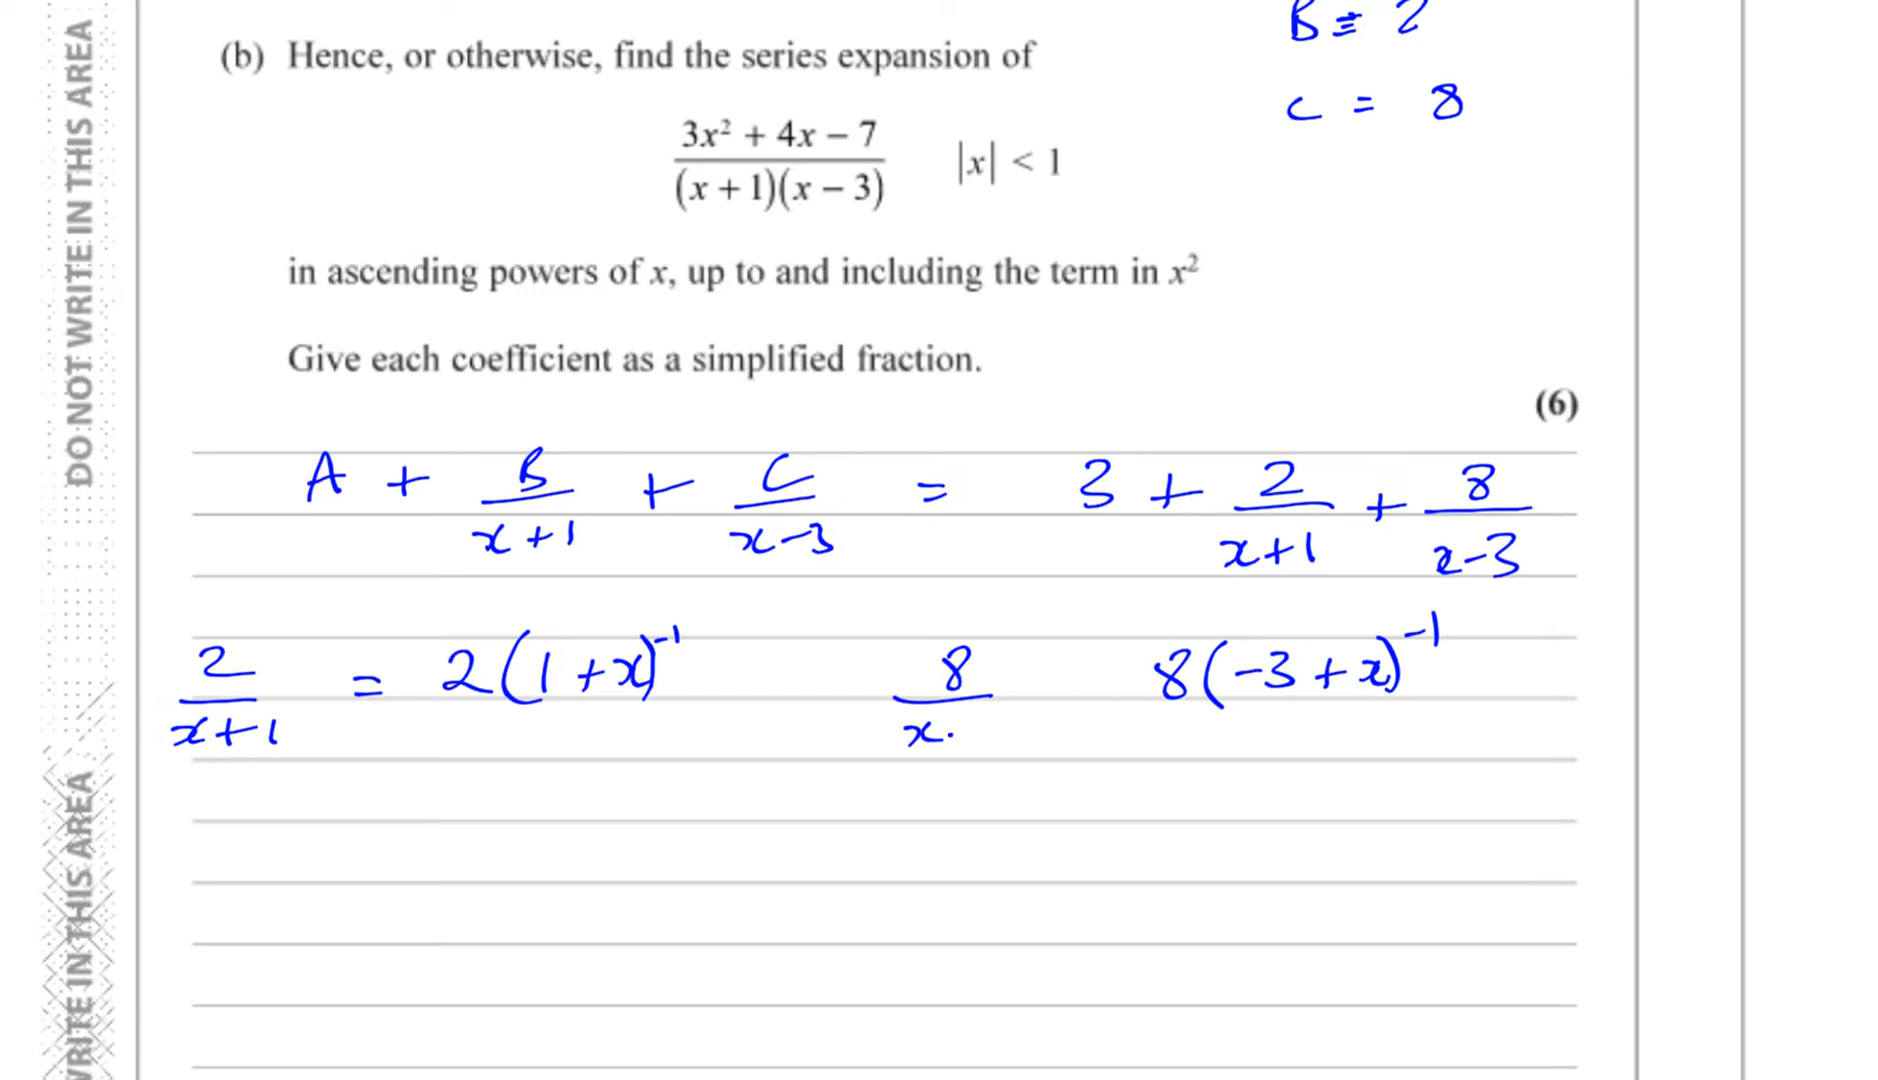 B = 2
(b) Hence, or otherwise, find the series expansion of
C = 8
3x² + 4x − 7
(x + 1)(x − 3)
|x| < 1
in ascending powers of x, up to and including the term in x²
Give each coefficient as a simplified fraction.
(6)
A + B/(x+1) + C/(x−3) = 3 + 2/(x+1) + 8/(x−3)
2/(x+1) = 2(1+x)⁻¹ 8/x. 8(−3+x)⁻¹
DO NOT WRITE IN THIS AREA
WRITE IN THIS AREA